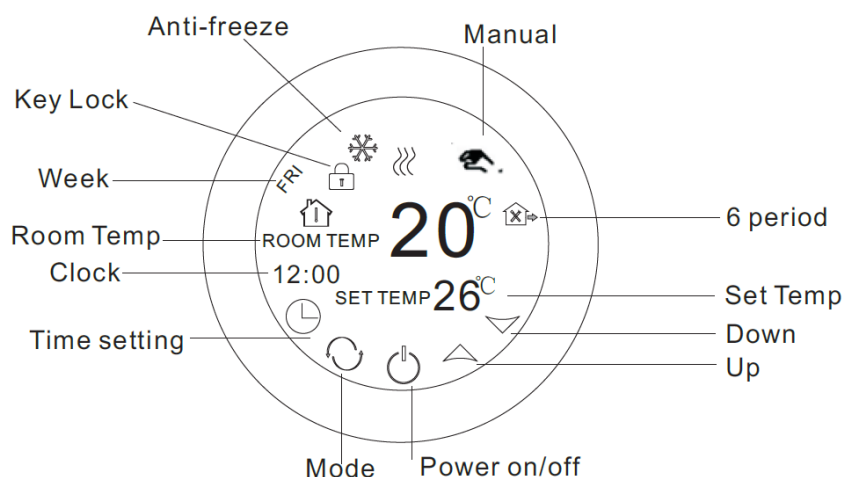 Anti-freeze
Manual
Key Lock
Week
FRI
6 period
20℃
Room Temp
ROOM TEMP
Clock
12:00
SET TEMP 26℃
Set Temp
Time setting
Down
Up
Mode
Power on/off